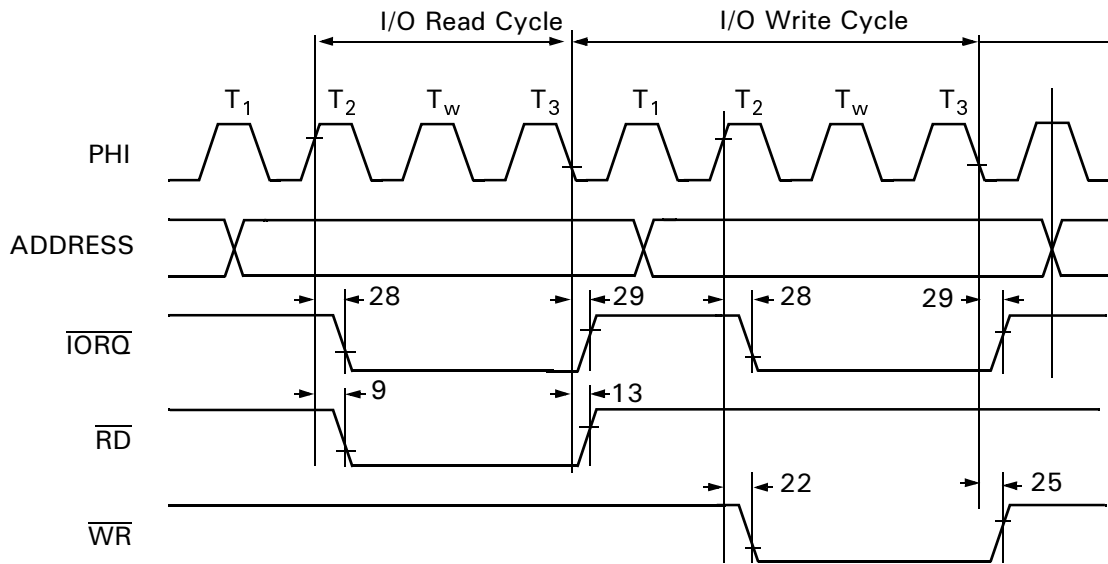 I/O Read Cycle I/O Write Cycle
T1 T2 Tw T3 T1 T2 Tw T3
PHI
ADDRESS
28 29 28 29
IORQ
9 13
RD
22 25
WR